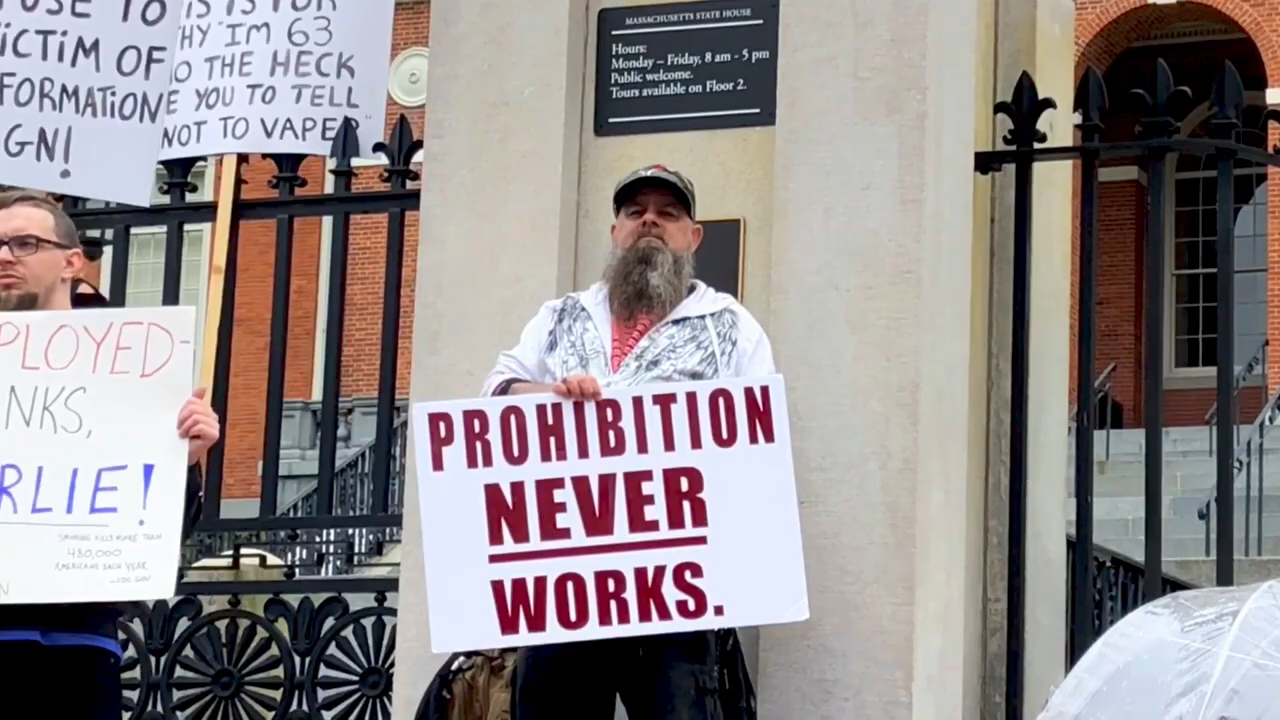 USE TO
ICTIM OF
FORMATION
GN!
IS IS FOR
HY "I'M 63
O THE HECK
E YOU TO TELL
NOT TO VAPE?"
MASSACHUSETTS STATE HOUSE
Hours:
Monday – Friday, 8 am - 5 pm
Public welcome.
Tours available on Floor 2.
PLOYED-
NKS,
RLIE!
SMOKING KILLS MORE THAN
480,000
AMERICANS EACH YEAR
-CDC.GOV
N
PROHIBITION
NEVER
WORKS.